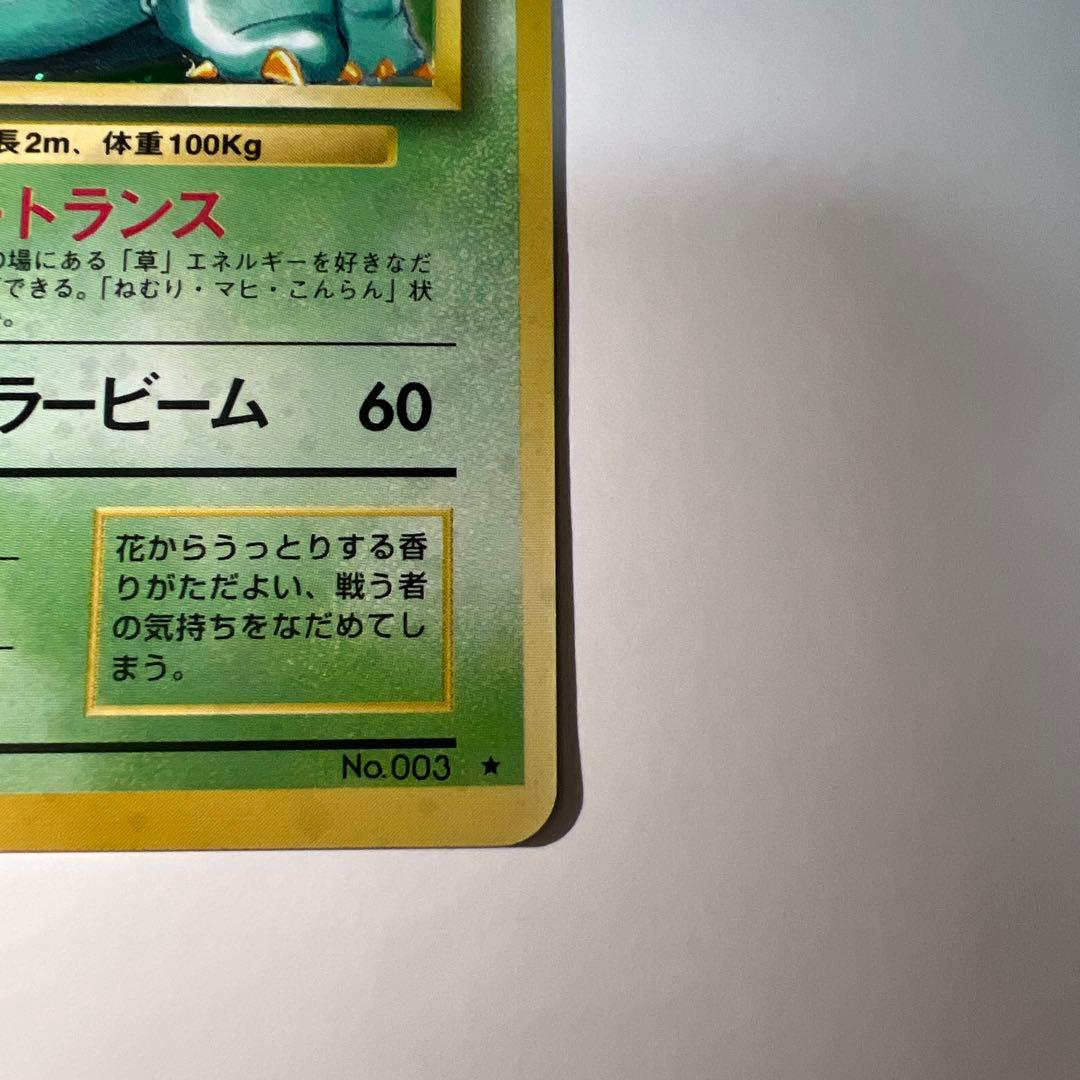 長2m、体重100Kg
トランス
場にある「草」エネルギーを好きなだ
できる。「ねむり・マヒ・こんらん」状
。
ラービーム 60
花からうっとりする香
りがただよい、戦う者
の気持ちをなだめてし
まう。
No.003 ★